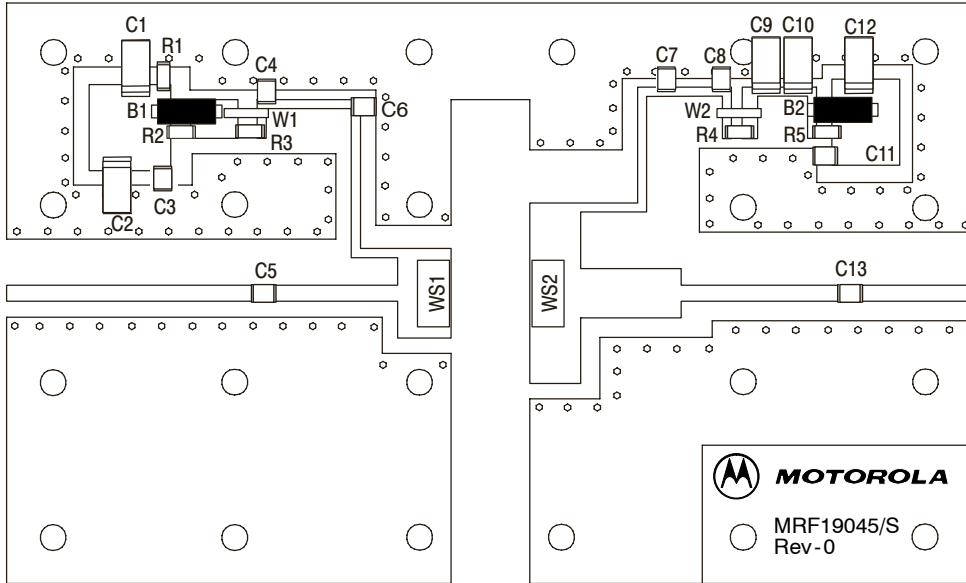 C1
R1
C4
C6
B1
W1
R2
R3
C2
C3
C7
C8
C9
C10
C12
W2
B2
R4
R5
C11
C5
WS1
WS2
C13
MOTOROLA
MRF19045/S
Rev-0